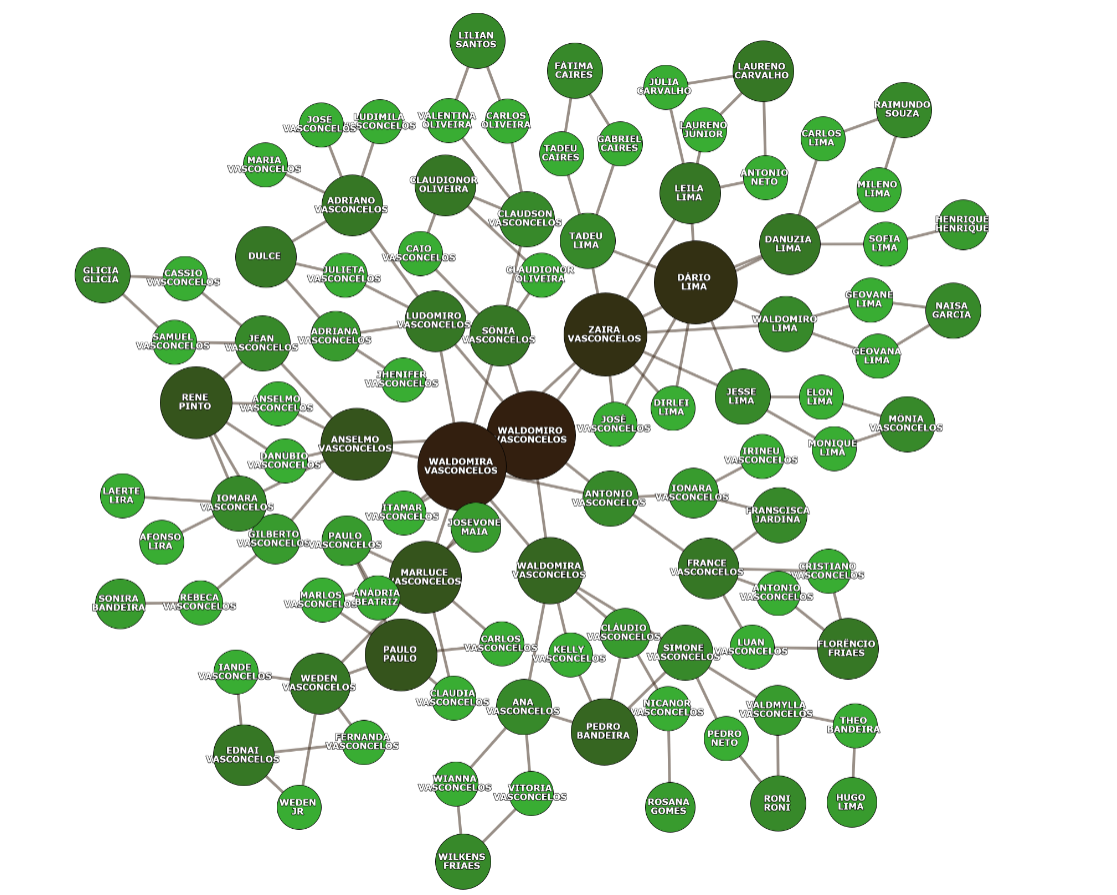 LILIAN
SANTOS
FÁTIMA
CAIRES
LAURENO
CARVALHO
JULIA
CARVALHO
RAIMUNDO
SOUZA
JOSE
VASCONCELOS
LUDIMILA
VASCONCELOS
VALENTINA
OLIVEIRA
CARLOS
OLIVEIRA
LAURENO
JUNIOR
CARLOS
LIMA
TADEU
CAIRES
GABRIEL
CAIRES
MARIA
VASCONCELOS
ANTONIO
NETO
CLAUDIONOR
OLIVEIRA
LEILA
LIMA
MILENO
LIMA
ADRIANO
VASCONCELOS
CLAUDSON
VASCONCELOS
HENRIQUE
HENRIQUE
TADEU
LIMA
DANUZIA
LIMA
SOFIA
LIMA
DULCE
CAIO
VASCONCELOS
GLICIA
GLICIA
CASSIO
VASCONCELOS
JULIETA
VASCONCELOS
CLAUDIONOR
OLIVEIRA
DÁRIO
LIMA
GEOVANE
LIMA
NAISA
GARCIA
LUDOMIRO
VASCONCELOS
WALDOMIRO
LIMA
SAMUEL
VASCONCELOS
JEAN
VASCONCELOS
ADRIANA
VASCONCELOS
SONIA
VASCONCELOS
ZAIRA
VASCONCELOS
GEOVANA
LIMA
JHENIFER
VASCONCELOS
RENE
PINTO
ANSELMO
VASCONCELOS
JESSE
LIMA
ELON
LIMA
DIRLEI
LIMA
JOSÉ
VASCONCELOS
MONIA
VASCONCELOS
WALDOMIRO
VASCONCELOS
ANSELMO
VASCONCELOS
MONIQUE
LIMA
DANUBIO
VASCONCELOS
WALDOMIRA
VASCONCELOS
IRINEU
VASCONCELOS
LAERTE
LIRA
IOMARA
VASCONCELOS
ANTONIO
VASCONCELOS
IONARA
VASCONCELOS
ITAMAR
VASCONCELOS
FRANSCISCA
JARDINA
JOSEVONE
MAIA
AFONSO
LIRA
GILBERTO
VASCONCELOS
PAULO
VASCONCELOS
MARLUCE
VASCONCELOS
WALDOMIRA
VASCONCELOS
FRANCE
VASCONCELOS
CRISTIANO
VASCONCELOS
ANTONIO
VASCONCELOS
SONIRA
BANDEIRA
REBECA
VASCONCELOS
MARLOS
VASCONCELOS
ANADRIA
BEATRIZ
CLÁUDIO
VASCONCELOS
CARLOS
VASCONCELOS
KELLY
VASCONCELOS
SIMONE
VASCONCELOS
LUAN
VASCONCELOS
FLORÊNCIO
FRIAES
PAULO
PAULO
IANDE
VASCONCELOS
WEDEN
VASCONCELOS
CLAUDIA
VASCONCELOS
ANA
VASCONCELOS
NICANOR
VASCONCELOS
VALDMYLLA
VASCONCELOS
PEDRO
BANDEIRA
PEDRO
NETO
THEO
BANDEIRA
FERNANDA
VASCONCELOS
EDNAI
VASCONCELOS
WIANNA
VASCONCELOS
VITORIA
VASCONCELOS
WEDEN
JR
ROSANA
GOMES
RONI
RONI
HUGO
LIMA
WILKENS
FRIAES